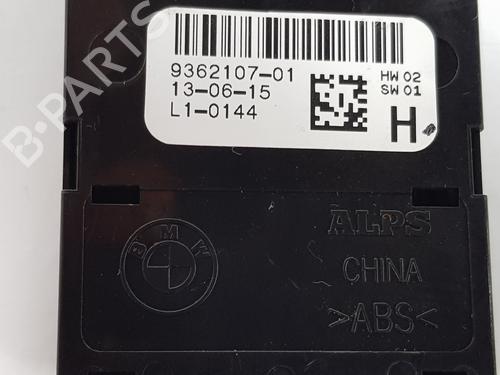 B-PARTS
9362107-01
13-06-15
L1-0144
HW 02
SW 01
H
BMW
ALPS
CHINA
>ABS<